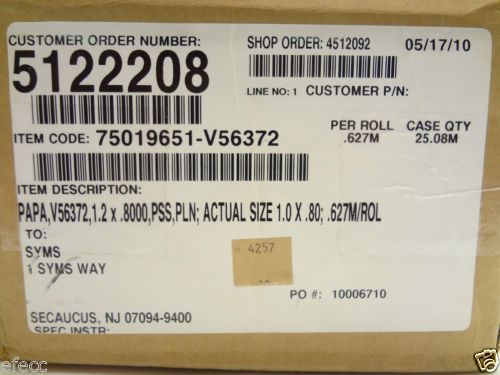 CUSTOMER ORDER NUMBER:
5122208
SHOP ORDER: 4512092
05/17/10
LINE NO: 1 CUSTOMER P/N:
ITEM CODE: 75019651-V56372
PER ROLL CASE QTY
.627M 25.08M
ITEM DESCRIPTION:
PAPA,V56372,1.2 x .8000,PSS,PLN; ACTUAL SIZE 1.0 X .80; .627M/ROL
TO:
SYMS
1 SYMS WAY
4257
PO #: 10006710
SECAUCUS, NJ 07094-9400
SPEC INSTR:
efecc